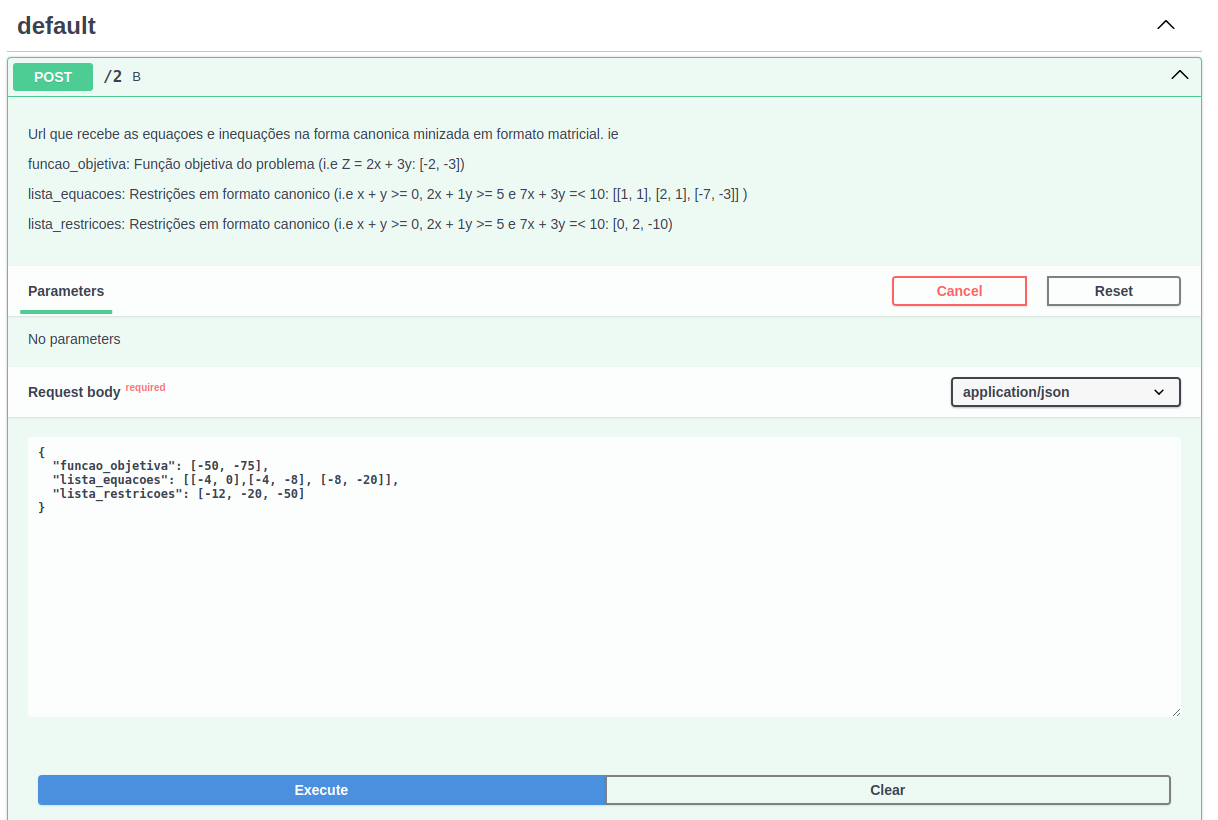 default
POST /2 B
Url que recebe as equaçoes e inequações na forma canonica minizada em formato matricial. ie
funcao_objetiva: Função objetiva do problema (i.e Z = 2x + 3y: [-2, -3])
lista_equacoes: Restrições em formato canonico (i.e x + y >= 0, 2x + 1y >= 5 e 7x + 3y =< 10: [[1, 1], [2, 1], [-7, -3]] )
lista_restricoes: Restrições em formato canonico (i.e x + y >= 0, 2x + 1y >= 5 e 7x + 3y =< 10: [0, 2, -10)
Parameters Cancel Reset
No parameters
Request body required application/json
{
"funcao_objetiva": [-50, -75],
"lista_equacoes": [[-4, 0],[-4, -8], [-8, -20]],
"lista_restricoes": [-12, -20, -50]
}
Execute Clear